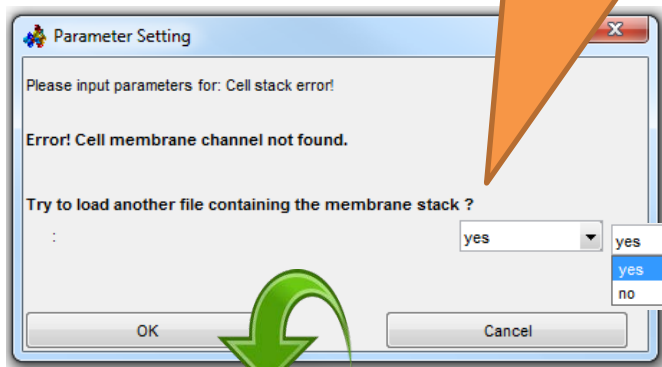 Parameter Setting
Please input parameters for: Cell stack error!
Error! Cell membrane channel not found.
Try to load another file containing the membrane stack ?
: yes yes
yes
no
OK Cancel